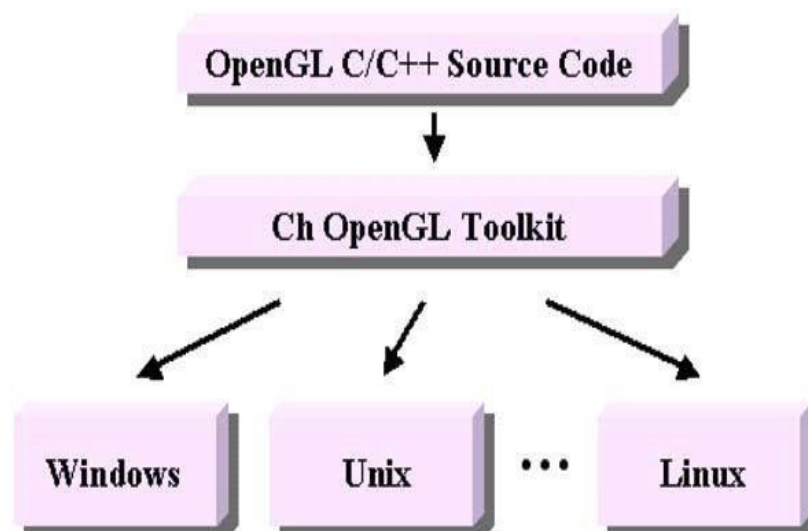 OpenGL C/C++ Source Code
Ch OpenGL Toolkit
Windows
Unix
...
Linux